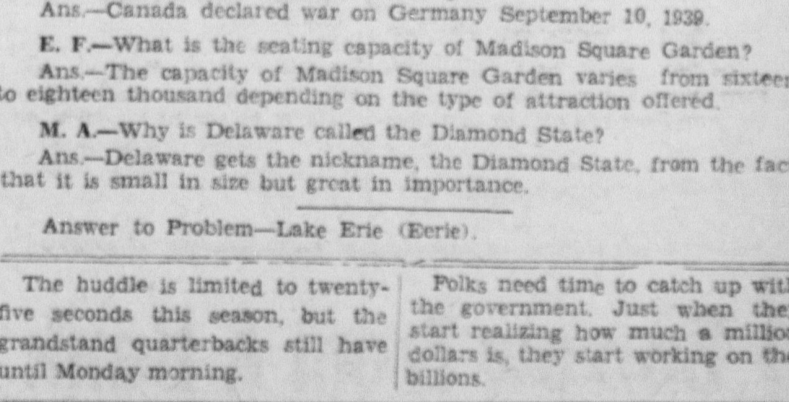 Ans.—Canada declared war on Germany September 10, 1939.
E. F.—What is the seating capacity of Madison Square Garden?
Ans.—The capacity of Madison Square Garden varies from sixteen
to eighteen thousand depending on the type of attraction offered.
M. A.—Why is Delaware called the Diamond State?
Ans.—Delaware gets the nickname, the Diamond State, from the fac
that it is small in size but great in importance.
Answer to Problem—Lake Erie (Eerie).
The huddle is limited to twenty-
five seconds this season, but the
grandstand quarterbacks still have
until Monday morning.
Folks need time to catch up with
the government. Just when the
start realizing how much a millio
dollars is, they start working on the
billions.